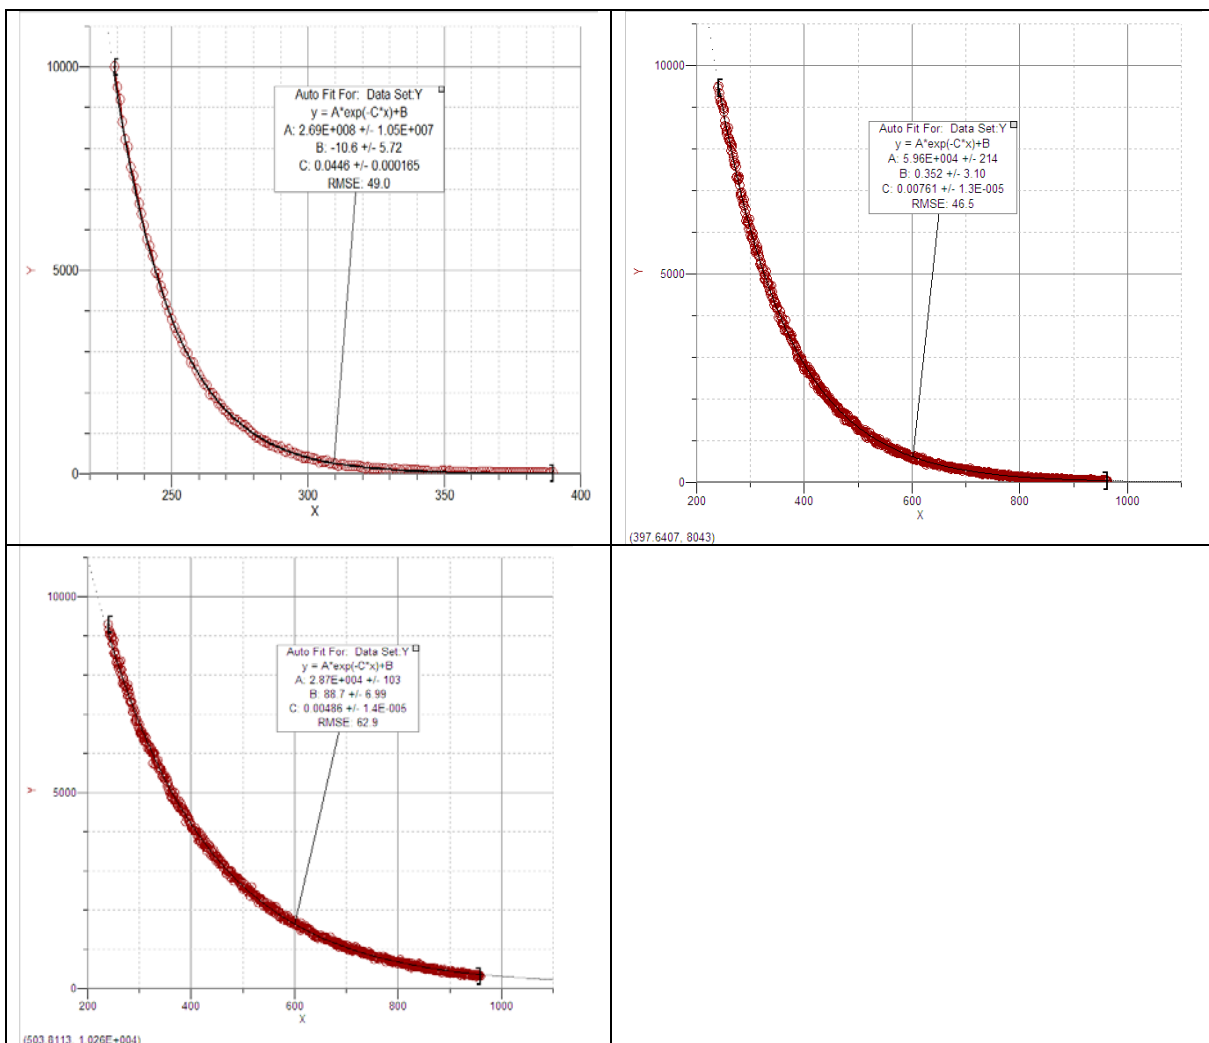 10000
5000
0
Y
Auto Fit For: Data Set:Y
y = A*exp(-C*x)+B
A: 2.69E+008 +/- 1.05E+007
B: -10.6 +/- 5.72
C: 0.0446 +/- 0.000165
RMSE: 49.0
250 300 350 400
X
10000
5000
0
Y
Auto Fit For: Data Set:Y
y = A*exp(-C*x)+B
A: 5.96E+004 +/- 214
B: 0.352 +/- 3.10
C: 0.00761 +/- 1.3E-005
RMSE: 46.5
200 400 600 800 1000
X
(397.6407, 8043)
10000
5000
0
Y
Auto Fit For: Data Set:Y
y = A*exp(-C*x)+B
A: 2.87E+004 +/- 103
B: 88.7 +/- 6.99
C: 0.00486 +/- 1.4E-005
RMSE: 62.9
200 400 600 800 1000
X
(503.8113, 1.026E+004)